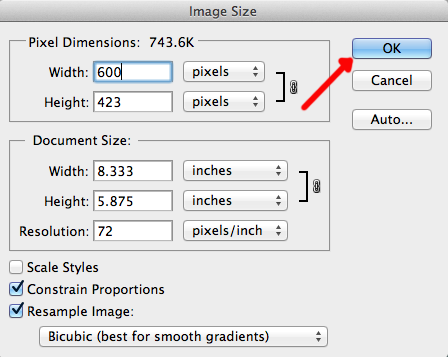 Image Size
Pixel Dimensions: 743.6K
Width: 600 pixels
Height: 423 pixels
OK
Cancel
Auto...
Document Size:
Width: 8.333 inches
Height: 5.875 inches
Resolution: 72 pixels/inch
Scale Styles
Constrain Proportions
Resample Image:
Bicubic (best for smooth gradients)